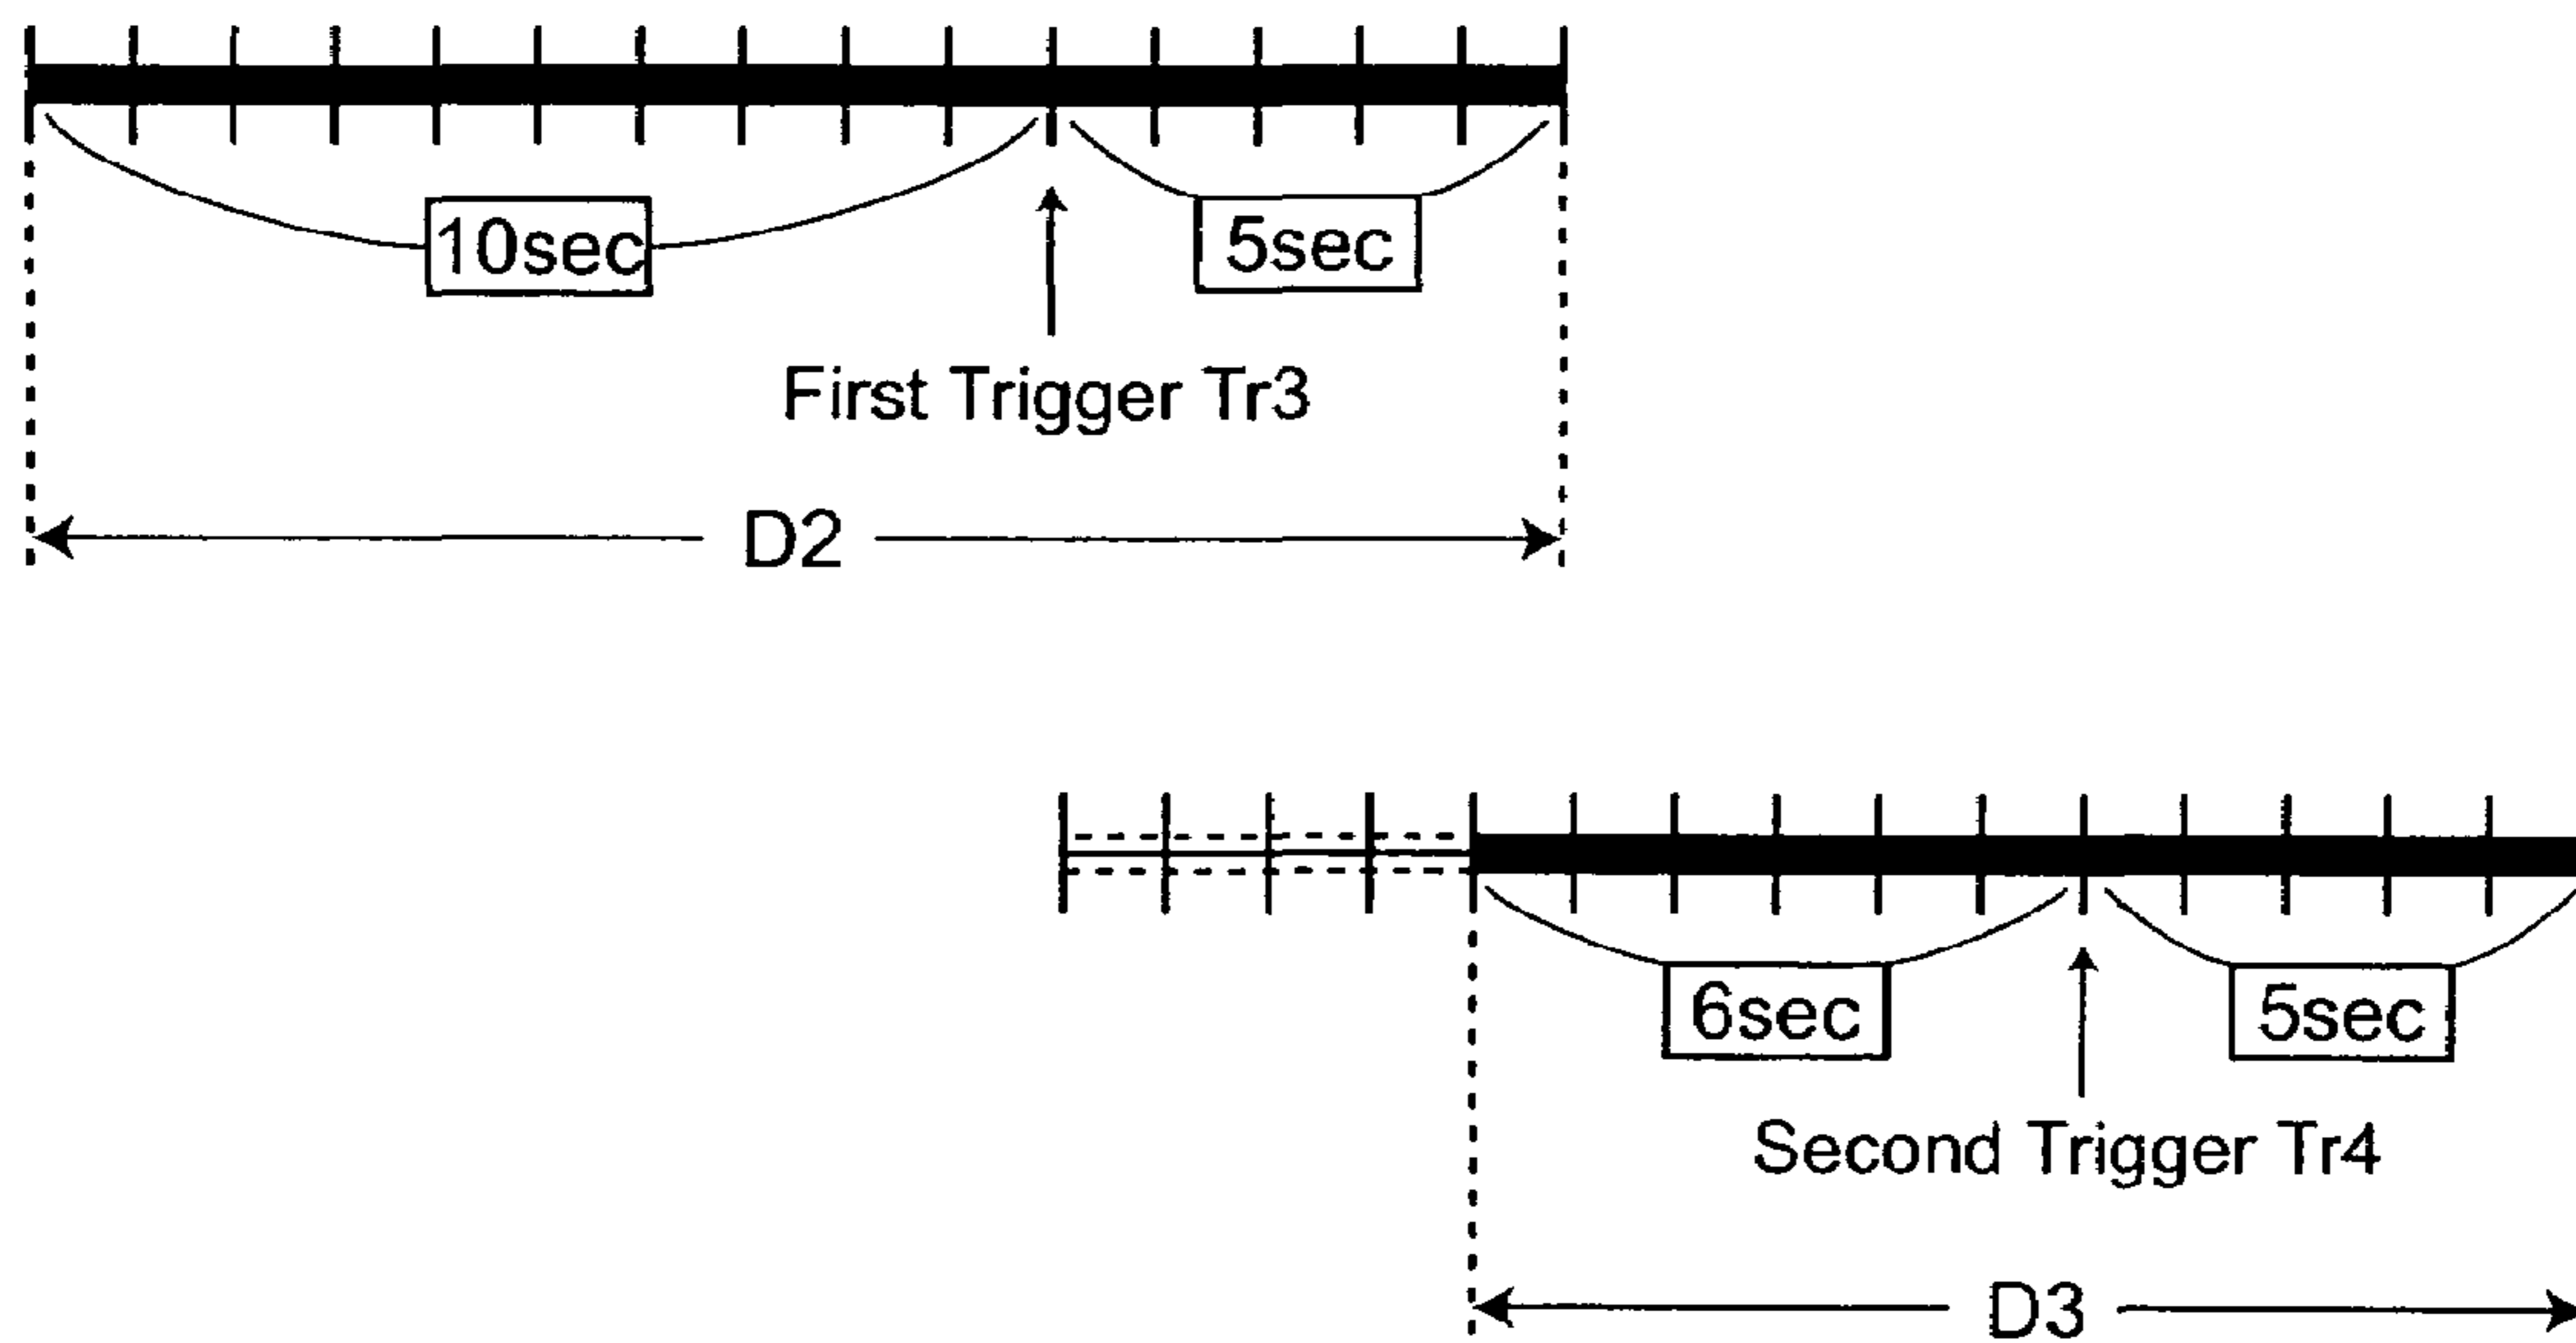 10sec
5sec
First Trigger Tr3
D2
6sec
5sec
Second Trigger Tr4
D3